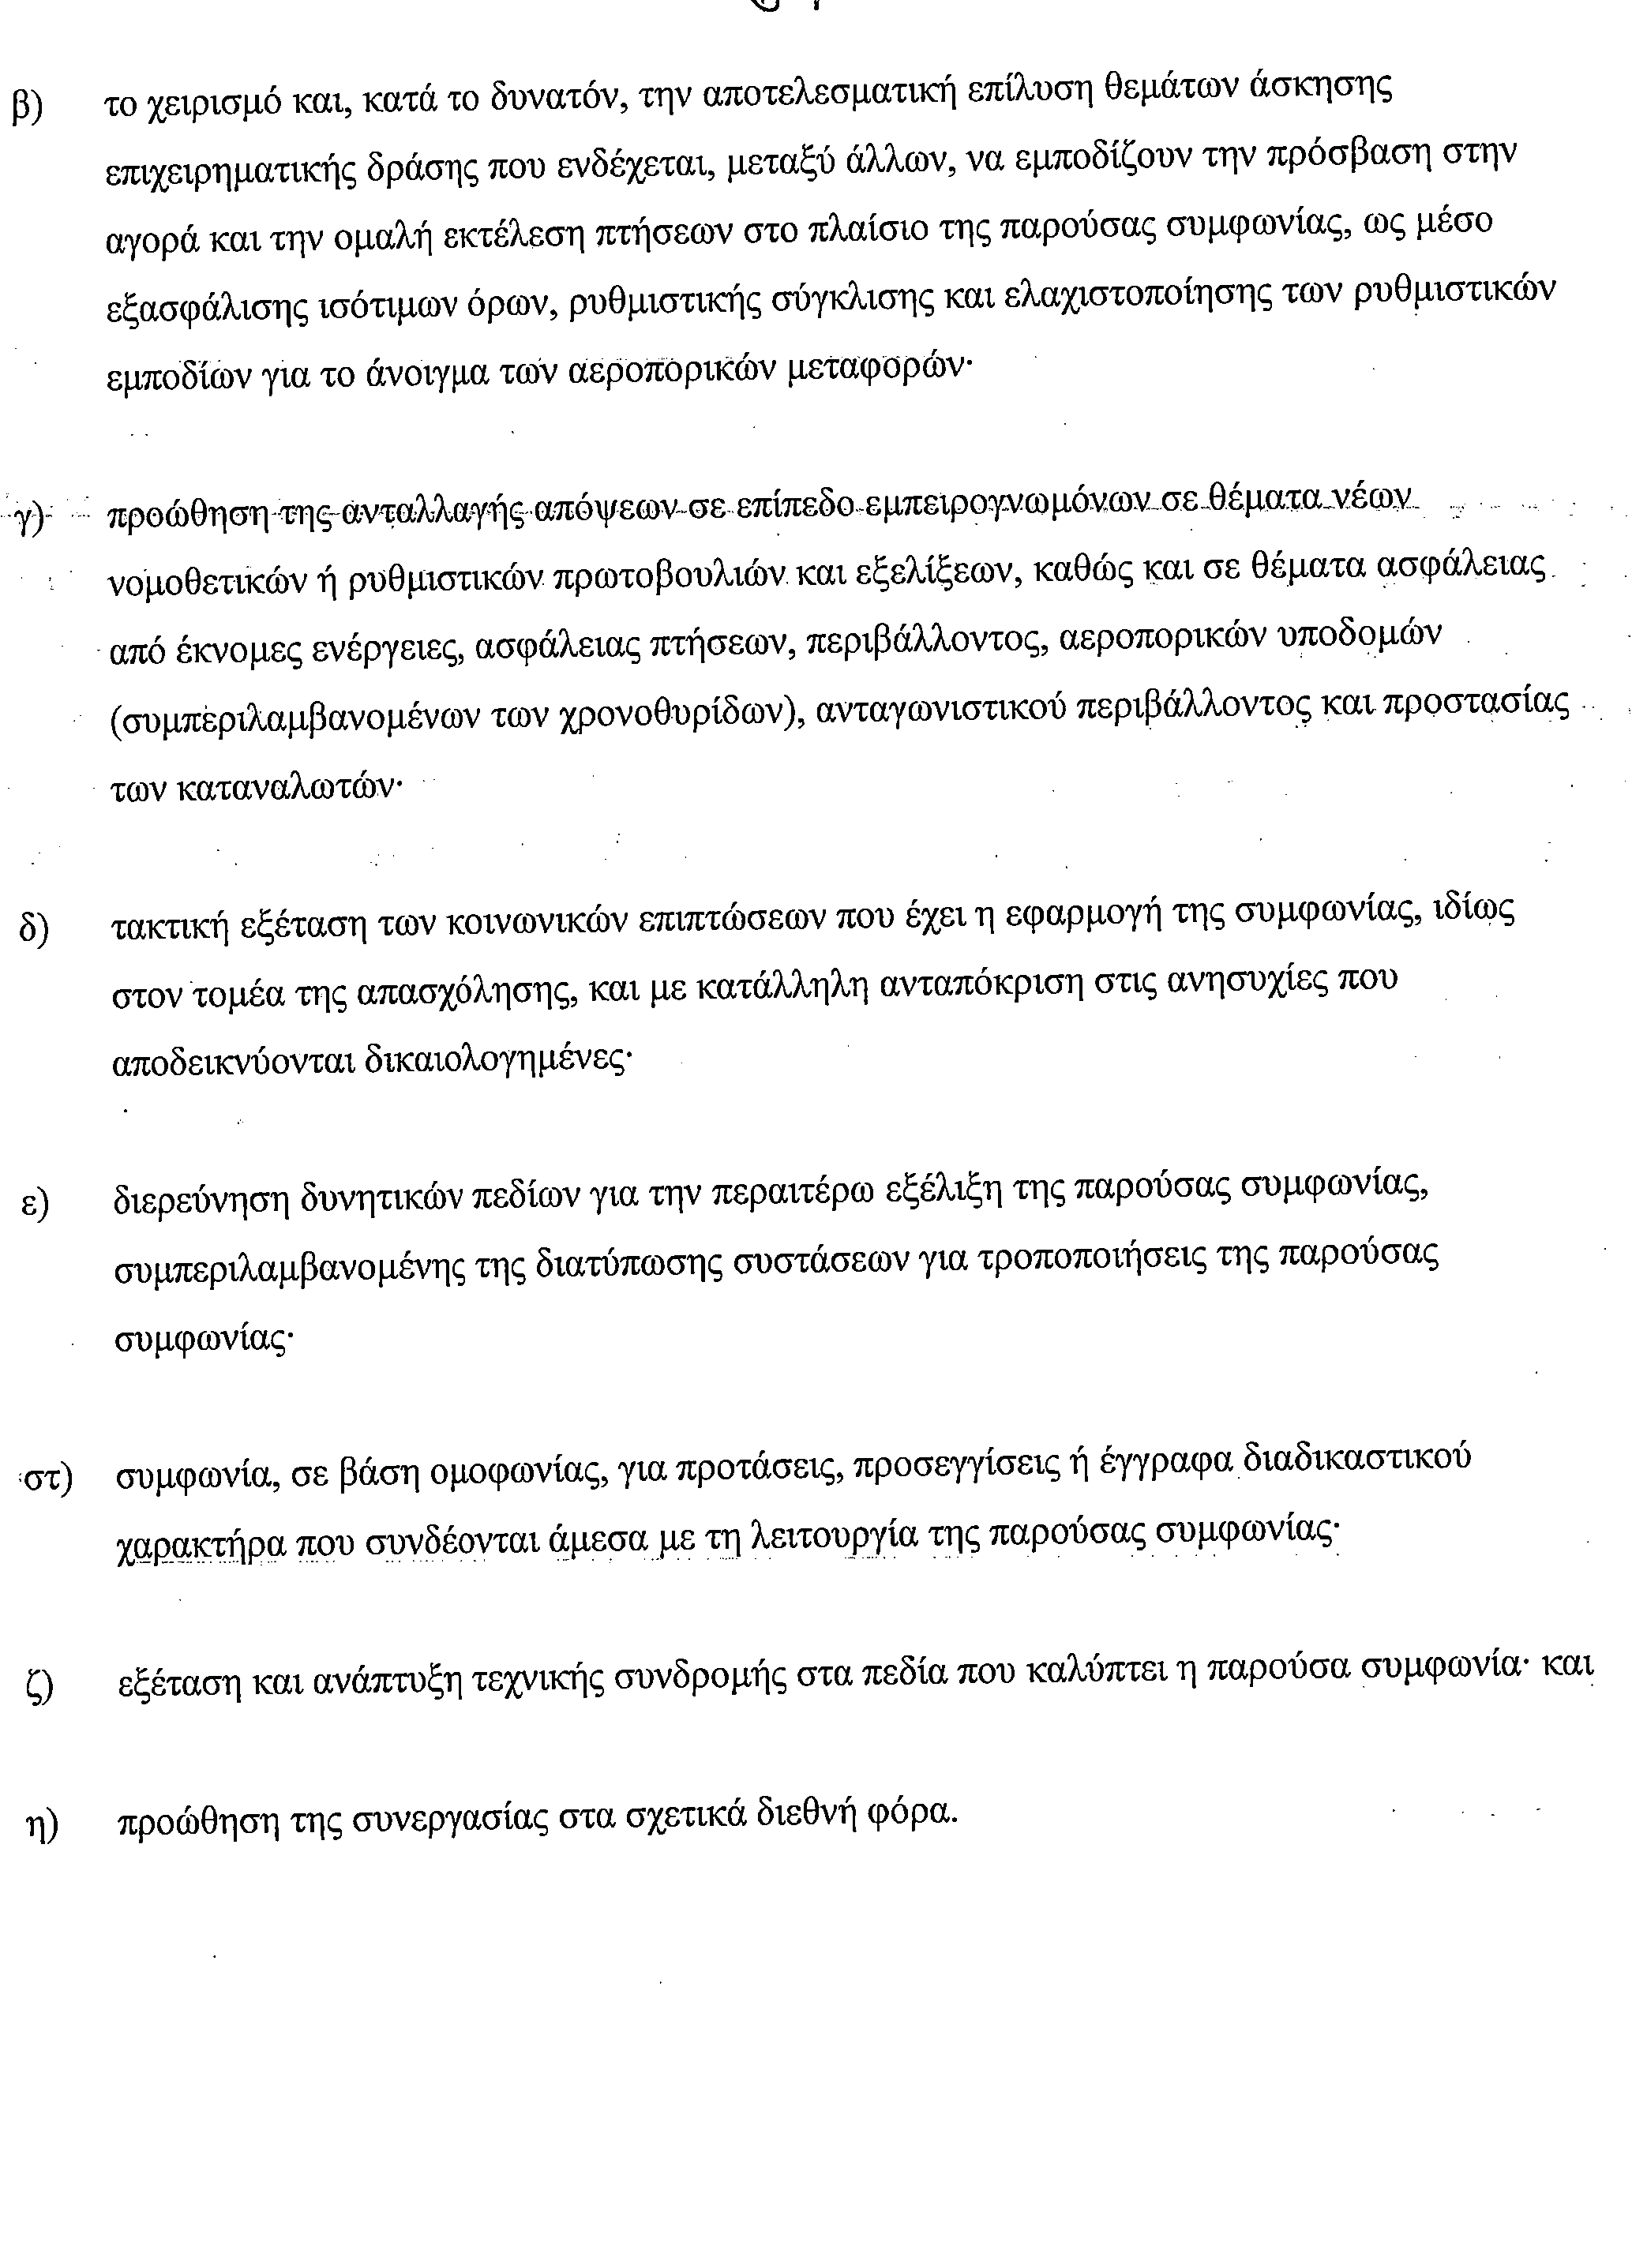 β) το χειρισμό και, κατά το δυνατόν, την αποτελεσματική επίλυση θεμάτων άσκησης
επιχειρηματικής δράσης που ενδέχεται, μεταξύ άλλων, να εμποδίζουν την πρόσβαση στην
αγορά και την ομαλή εκτέλεση πτήσεων στο πλαίσιο της παρούσας συμφωνίας, ως μέσο
εξασφάλισης ισότιμων όρων, ρυθμιστικής σύγκλισης και ελαχιστοποίησης των ρυθμιστικών
εμποδίων για το άνοιγμα των αεροπορικών μεταφορών·
γ) προώθηση της ανταλλαγής απόψεων σε επίπεδο εμπειρογνωμόνων σε θέματα νέων
νομοθετικών ή ρυθμιστικών πρωτοβουλιών και εξελίξεων, καθώς και σε θέματα ασφάλειας
από έκνομες ενέργειες, ασφάλειας πτήσεων, περιβάλλοντος, αεροπορικών υποδομών
(συμπεριλαμβανομένων των χρονοθυρίδων), ανταγωνιστικού περιβάλλοντος και προστασίας
των καταναλωτών·
δ) τακτική εξέταση των κοινωνικών επιπτώσεων που έχει η εφαρμογή της συμφωνίας, ιδίως
στον τομέα της απασχόλησης, και με κατάλληλη ανταπόκριση στις ανησυχίες που
αποδεικνύονται δικαιολογημένες·
ε) διερεύνηση δυνητικών πεδίων για την περαιτέρω εξέλιξη της παρούσας συμφωνίας,
συμπεριλαμβανομένης της διατύπωσης συστάσεων για τροποποιήσεις της παρούσας
συμφωνίας·
στ) συμφωνία, σε βάση ομοφωνίας, για προτάσεις, προσεγγίσεις ή έγγραφα διαδικαστικού
χαρακτήρα που συνδέονται άμεσα με τη λειτουργία της παρούσας συμφωνίας·
ζ) εξέταση και ανάπτυξη τεχνικής συνδρομής στα πεδία που καλύπτει η παρούσα συμφωνία· και
η) προώθηση της συνεργασίας στα σχετικά διεθνή φόρα.